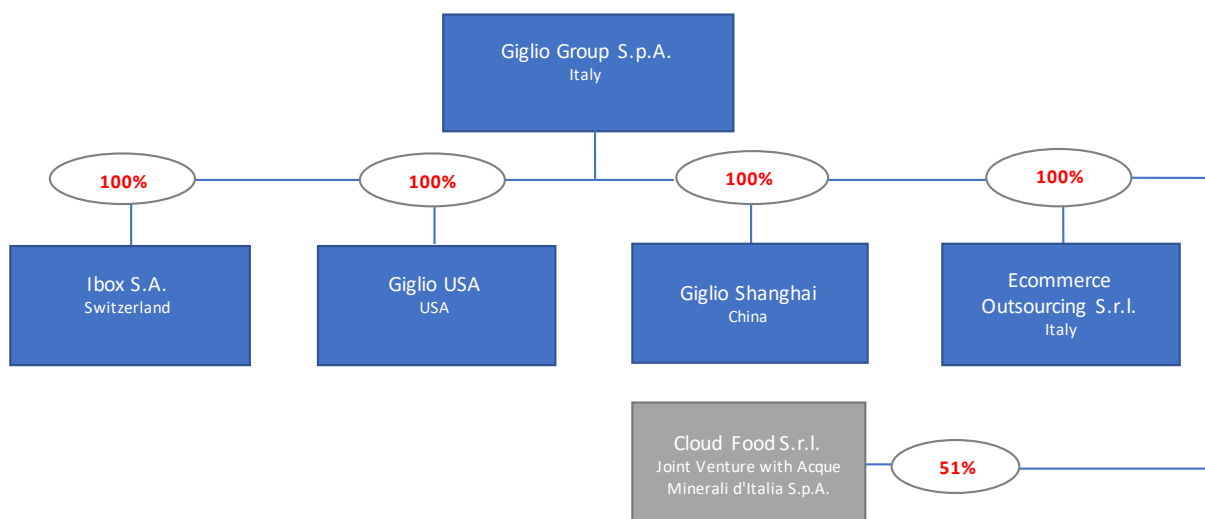 Giglio Group S.p.A.
Italy
100%
100%
100%
100%
Ibox S.A.
Switzerland
Giglio USA
USA
Giglio Shanghai
China
Ecommerce
Outsourcing S.r.l.
Italy
Cloud Food S.r.l.
Joint Venture with Acque
Minerali d'Italia S.p.A.
51%